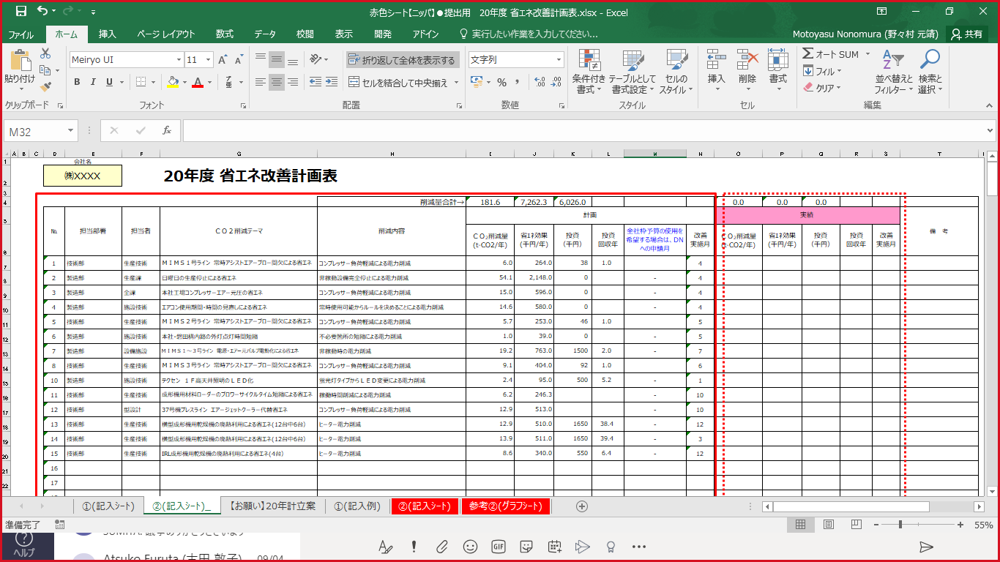 赤色シート【ニッパ】●提出用　20年度 省エネ改善計画表.xlsx - Excel
ファイル ホーム 挿入 ページ レイアウト 数式 データ 校閲 表示 開発 アドイン 実行したい作業を入力してください... Motoyasu Nonomura (野々村 元靖) 共有
貼り付け
Meiryo UI 11
B I U
折り返して全体を表示する
セルを結合して中央揃え
文字列
条件付き書式 テーブルとして書式設定 セルのスタイル
挿入 削除 書式
オート SUM
フィル
クリア
並べ替えとフィルター 検索と選択
クリップボード フォント 配置 数値 スタイル セル 編集
M32 fx
A B C D E F G H I J K L M N O P Q R S T
会社名
㈱XXXX 20年度 省エネ改善計画表
削減量合計→ 181.6 7,262.3 6,026.0 0.0 0.0 0.0
№ 担当部署 担当者 ＣＯ２削減テーマ 削減内容 計画 実績 備　考
ＣＯ₂削減量(t-CO2/年) 省ｴﾈ効果(千円/年) 投資(千円) 投資回収年 全社枠予算の使用を希望する場合は、DNへの申請月 改善実施月 ＣＯ₂削減量(t-CO2/年) 省ｴﾈ効果(千円/年) 投資(千円) 投資回収年 改善実施月
1 技術部 生産技術 ＭＩＭＳ１号ライン 常時アシストエアーブロー間欠による省エネ コンプレッサー負荷軽減による電力削減 6.0 264.0 38 1.0 4
2 製造部 生産課 日曜日の生産停止による省エネ 非稼動設備完全停止による電力削減 54.1 2,148.0 0 - 4
3 製造部 全課 本社工場コンプレッサーエアー元圧の省エネ コンプレッサー負荷軽減による電力削減 15.0 596.0 0 - 4
4 製造部 施設技術 エアコン使用期間・時間の見直しによる省エネ 常時使用可能からルールを決めることによる電力削減 14.6 580.0 0 - 4
5 技術部 生産技術 ＭＩＭＳ２号ライン 常時アシストエアーブロー間欠による省エネ コンプレッサー負荷軽減による電力削減 5.7 253.0 46 1.0 - 5
6 製造部 施設技術 本社・磐田構内路の外灯点灯時間短縮 不必要箇所の短縮による電力削減 1.0 39.0 0 - 5
7 製造部 設備施設 ＭＩＭＳ１～３号ライン 電源・エアー元バルブ電動化による省エネ 非稼動時の電力削減 19.2 763.0 1500 2.0 - 7
8 技術部 生産技術 ＭＩＭＳ３号ライン 常時アシストエアーブロー間欠による省エネ コンプレッサー負荷軽減による電力削減 9.1 404.0 92 1.0 - 6
10 製造部 施設技術 テクセン １Ｆ高天井照明のＬＥＤ化 蛍光灯タイプからＬＥＤ変更による電力削減 2.4 95.0 500 5.2 - 1
11 技術部 生産技術 成形機用材料ローダーのブロワーサイクルタイム短縮による省エネ 稼働時間削減による電力削減 6.2 246.3 - 10
12 技術部 型設計 37号機プレスライン エアージェットクーラー代替省エネ コンプレッサー負荷軽減による電力削減 12.9 513.0 - 10
13 技術部 生産技術 横型成形機用乾燥機の廃熱利用による省エネ(12台中6台) ヒーター電力削減 12.9 510.0 1650 38.4 - 12
14 技術部 生産技術 横型成形機用乾燥機の廃熱利用による省エネ(12台中6台) ヒーター電力削減 13.9 511.0 1650 39.4 - 3
15 技術部 生産技術 IRL成形機用乾燥機の廃熱利用による省エネ(4台) ヒーター電力削減 8.6 340.0 550 6.4 - 12
16
17
①(記入ｼｰﾄ) ②(記入ｼｰﾄ)_ 【お願い】20年計立案 ①(記入例) ②(記入ｼｰﾄ) 参考②(グラフシート)
準備完了 55%
ヘルプ
Atsuko Furuta (古田 敦子) 09/04
GIF